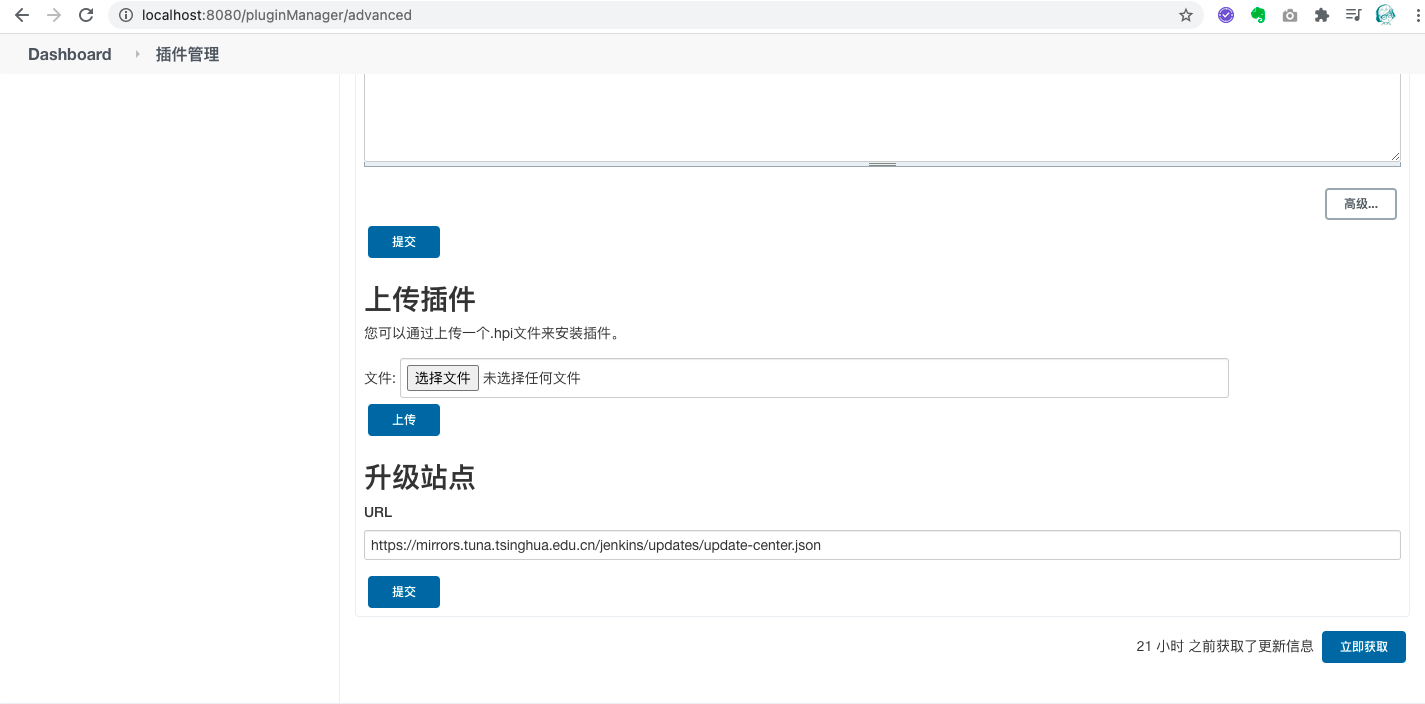 localhost:8080/pluginManager/advanced
Dashboard 插件管理
高级...
提交
上传插件
您可以通过上传一个.hpi文件来安装插件。
文件: 选择文件 未选择任何文件
上传
升级站点
URL
https://mirrors.tuna.tsinghua.edu.cn/jenkins/updates/update-center.json
提交
21 小时 之前获取了更新信息 立即获取